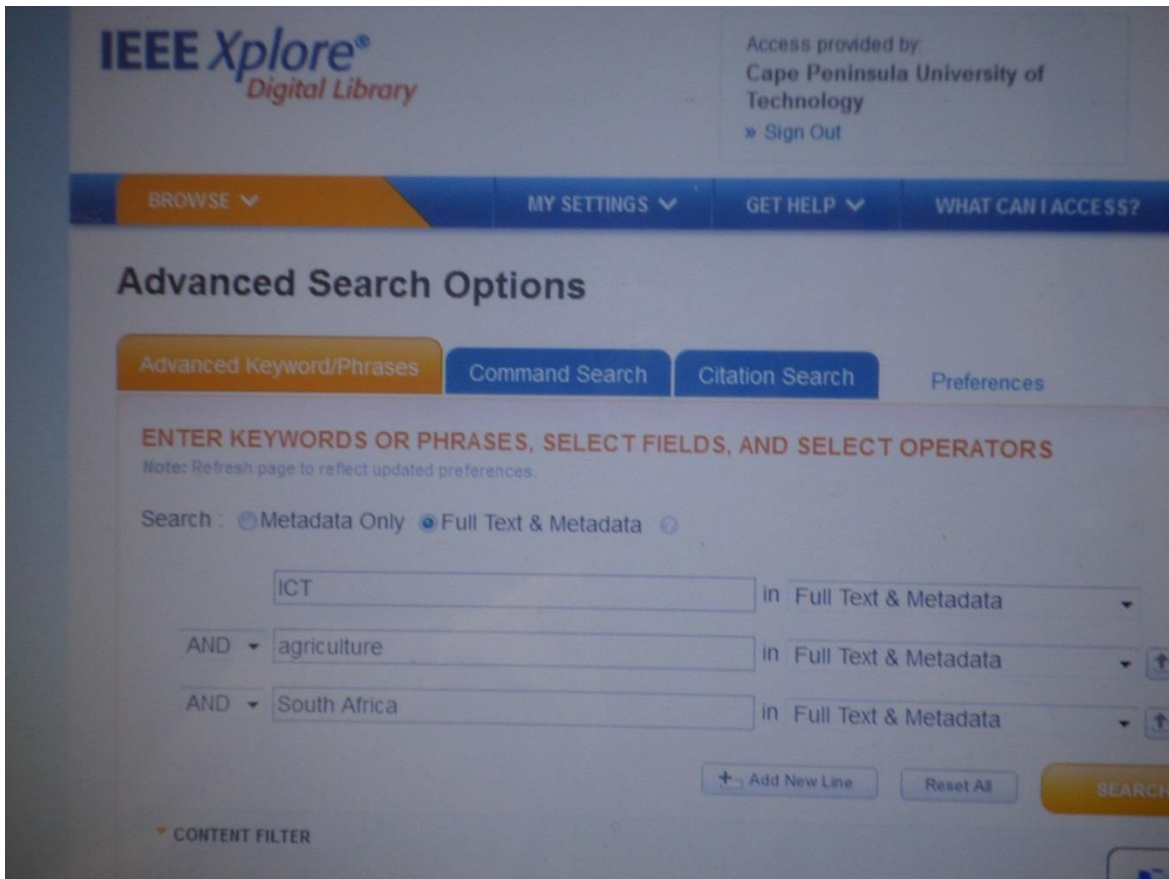 IEEE Xplore®
Digital Library
Access provided by:
Cape Peninsula University of
Technology
» Sign Out
BROWSE MY SETTINGS GET HELP WHAT CAN I ACCESS?
Advanced Search Options
Advanced Keyword/Phrases Command Search Citation Search Preferences
ENTER KEYWORDS OR PHRASES, SELECT FIELDS, AND SELECT OPERATORS
Note: Refresh page to reflect updated preferences.
Search : Metadata Only Full Text & Metadata ?
ICT in Full Text & Metadata
AND agriculture in Full Text & Metadata
AND South Africa in Full Text & Metadata
+ Add New Line Reset All SEARCH
CONTENT FILTER